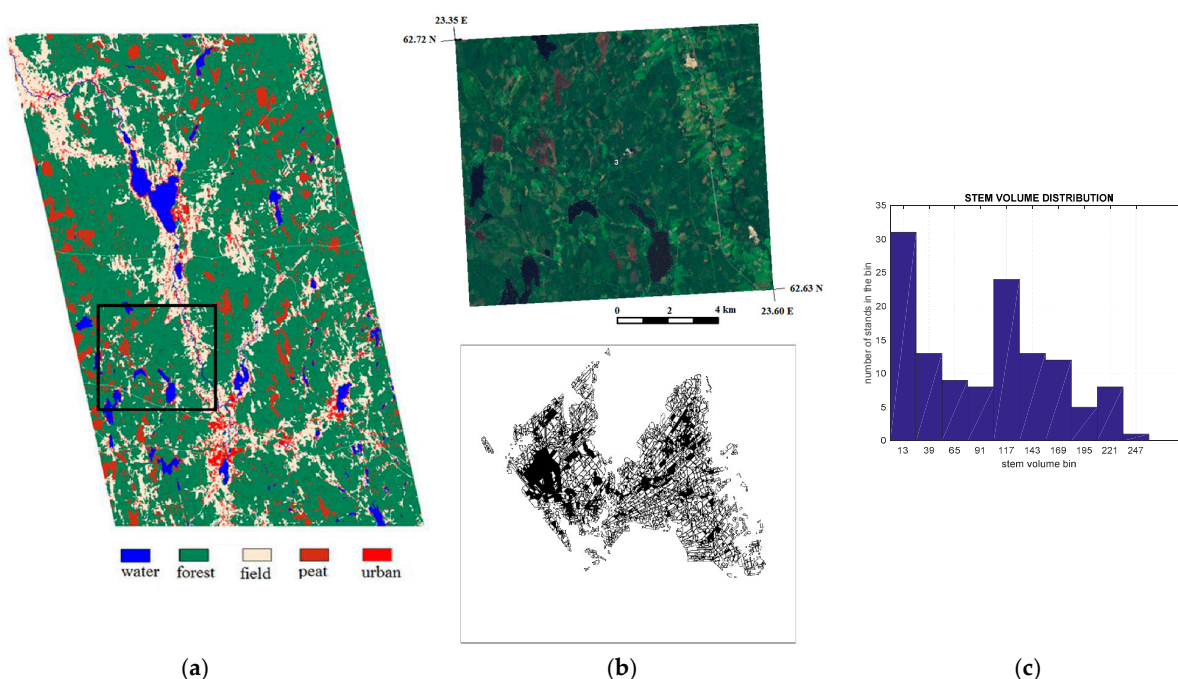 23.35 E
62.72 N
3
62.63 N
23.60 E
0 2 4 km
water forest field peat urban
STEM VOLUME DISTRIBUTION
number of stands in the bin
35
30
25
20
15
10
5
0
13 39 65 91 117 143 169 195 221 247
stem volume bin
(a) (b) (c)